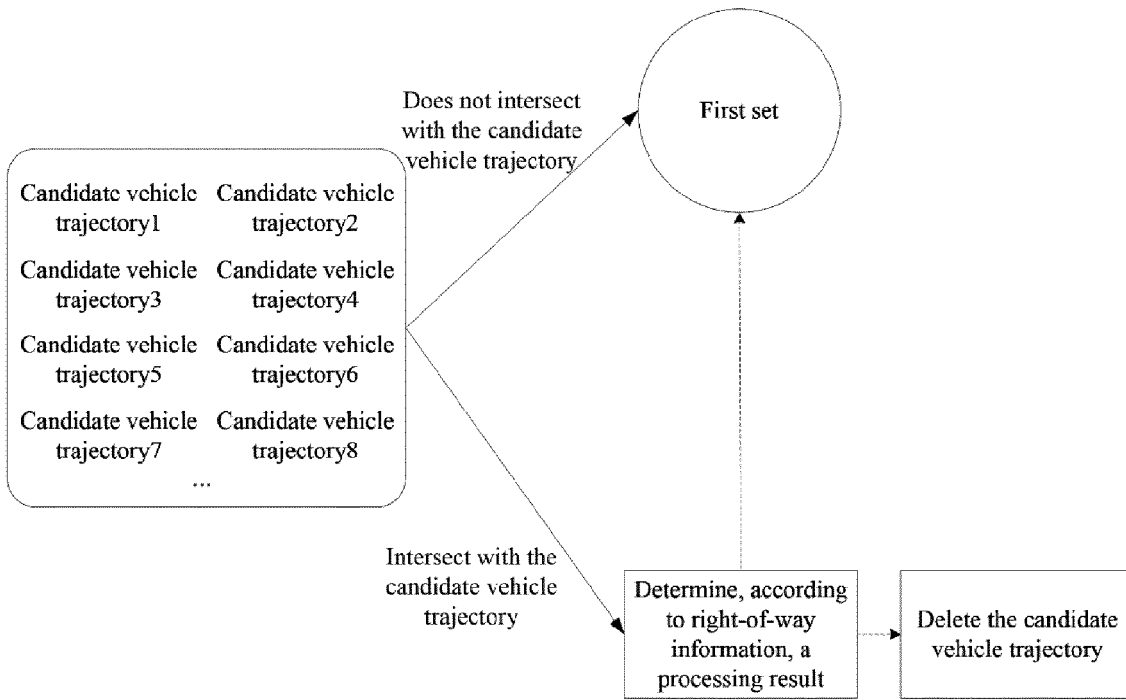 First set
Does not intersect
with the candidate
vehicle trajectory
Candidate vehicle
trajectory1
Candidate vehicle
trajectory2
Candidate vehicle
trajectory3
Candidate vehicle
trajectory4
Candidate vehicle
trajectory5
Candidate vehicle
trajectory6
Candidate vehicle
trajectory7
Candidate vehicle
trajectory8
...
Intersect with the
candidate vehicle
trajectory
Determine, according
to right-of-way
information, a
processing result
Delete the candidate
vehicle trajectory